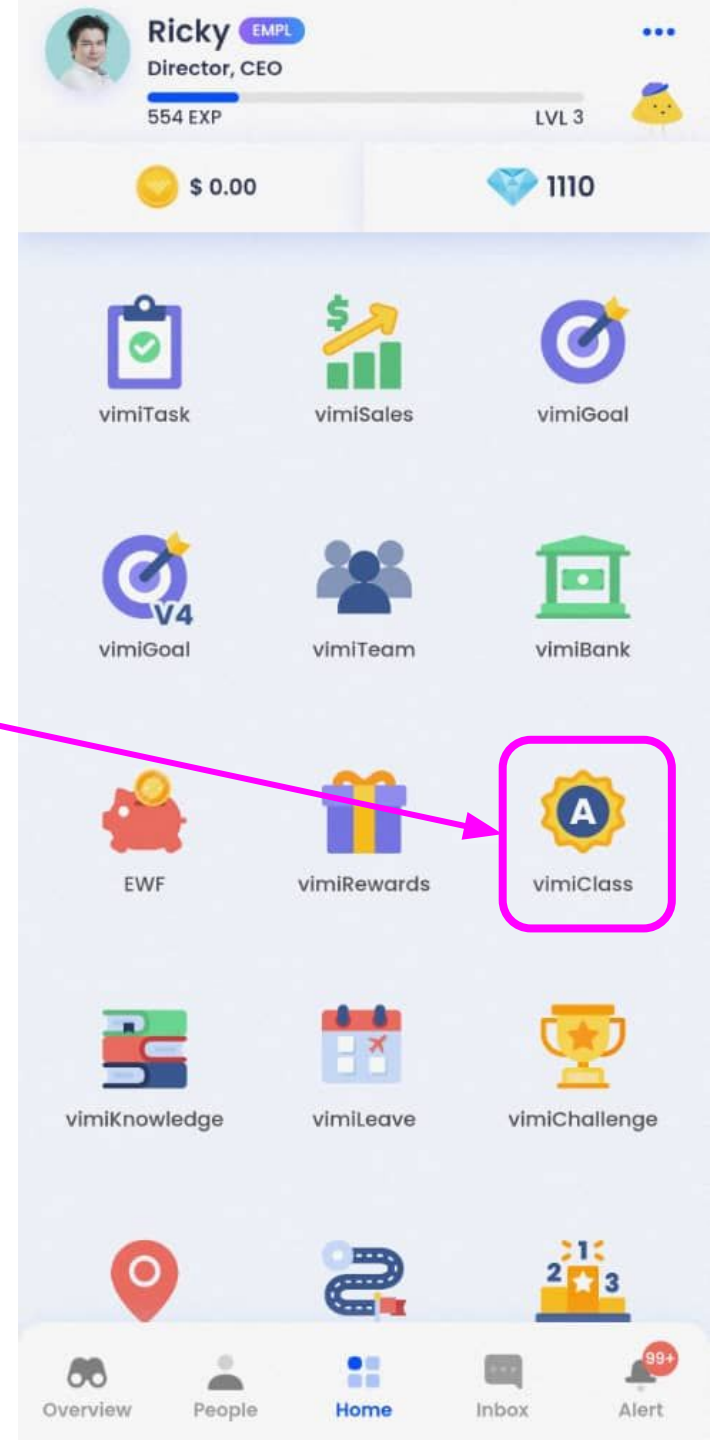 Ricky EMPL
Director, CEO
554 EXP LVL 3
$ 0.00 1110
$
vimiTask vimiSales vimiGoal
V4
vimiGoal vimiTeam vimiBank
A
EWF vimiRewards vimiClass
vimiKnowledge vimiLeave vimiChallenge
1
2 3
99+
Overview People Home Inbox Alert